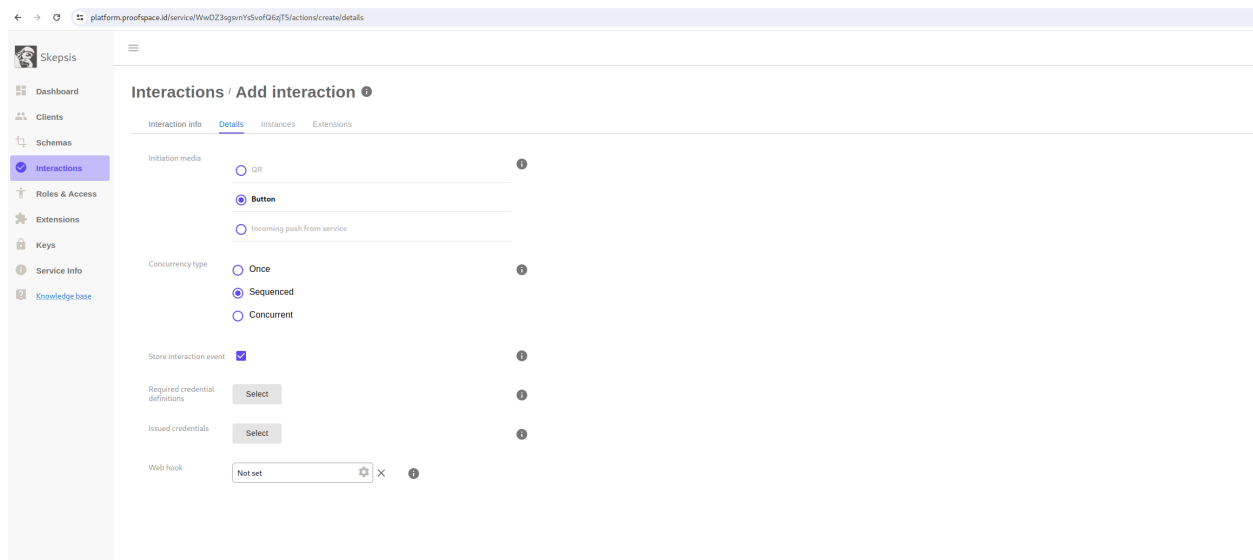 platform.proofspace.id/service/WwDZ3sgsvnYsSvofQ6zjT5/actions/create/details
Skepsis
Dashboard
Clients
Schemas
Interactions
Roles & Access
Extensions
Keys
Service Info
Knowledge base
Interactions / Add interaction
Interaction info Details Instances Extensions
Initiation media
QR
Button
Incoming push from service
Concurrency type
Once
Sequenced
Concurrent
Store interaction event
Required credential
definitions
Select
Issued credentials
Select
Web hook
Not set